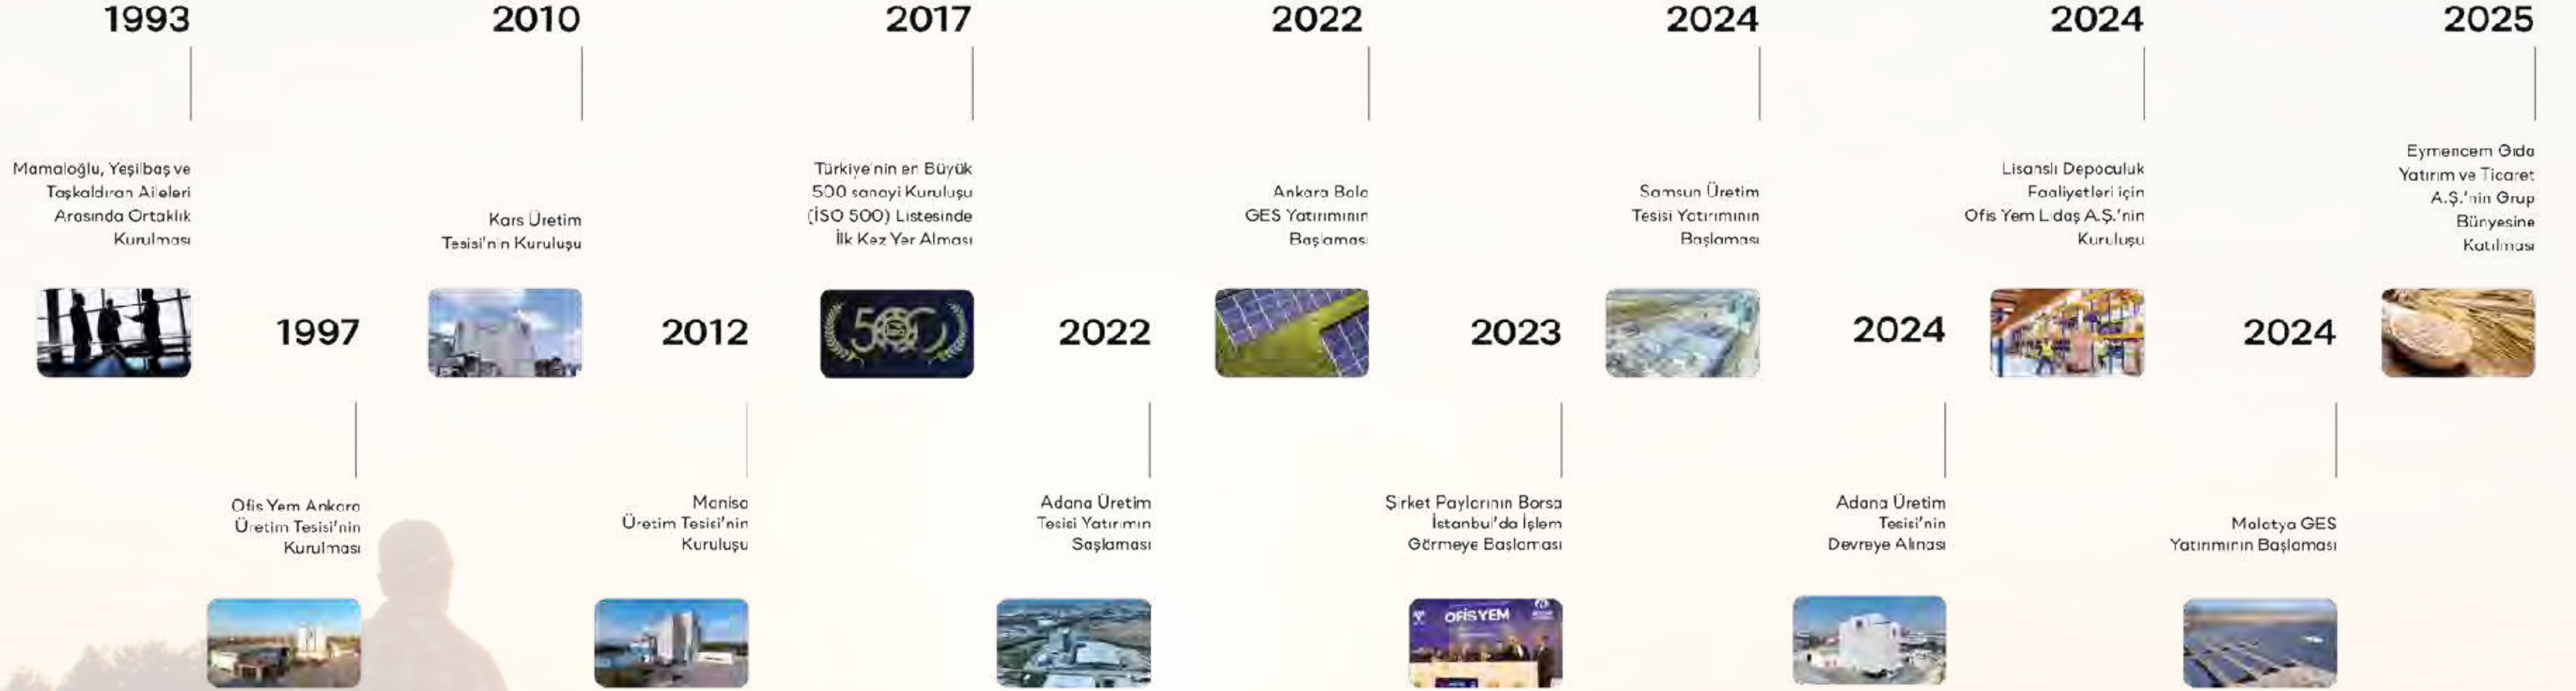 1993
Mamaloğlu, Yeşilbaş ve
Taşkaldıran Aileleri
Arasında Ortaklık
Kurulması
1997
Ofis Yem Ankara
Üretim Tesisi'nin
Kurulması
2010
Kars Üretim
Tesisi'nin Kuruluşu
2012
Manisa
Üretim Tesisi'nin
Kuruluşu
2017
Türkiye'nin en Büyük
500 sanayi Kuruluşu
(İSO 500) Listesinde
İlk Kez Yer Alması
500
2022
Adana Üretim
Tesisi Yatırımın
Saşlaması
2022
Ankara Bala
GES Yatırımının
Başlaması
2023
Şirket Paylarının Borsa
İstanbul'da İşlem
Görmeye Başlaması
OFİS YEM
2024
Samsun Üretim
Tesisi Yatırımının
Başlaması
2024
Adana Üretim
Tesisi'nin
Devreye Alınası
2024
Lisanslı Depoculuk
Faaliyetleri için
Ofis Yem Lidaş A.Ş.'nin
Kuruluşu
2024
Malatya GES
Yatırımının Başlaması
2025
Eymencem Gıda
Yatırım ve Ticaret
A.Ş.'nin Grup
Bünyesine
Katılması